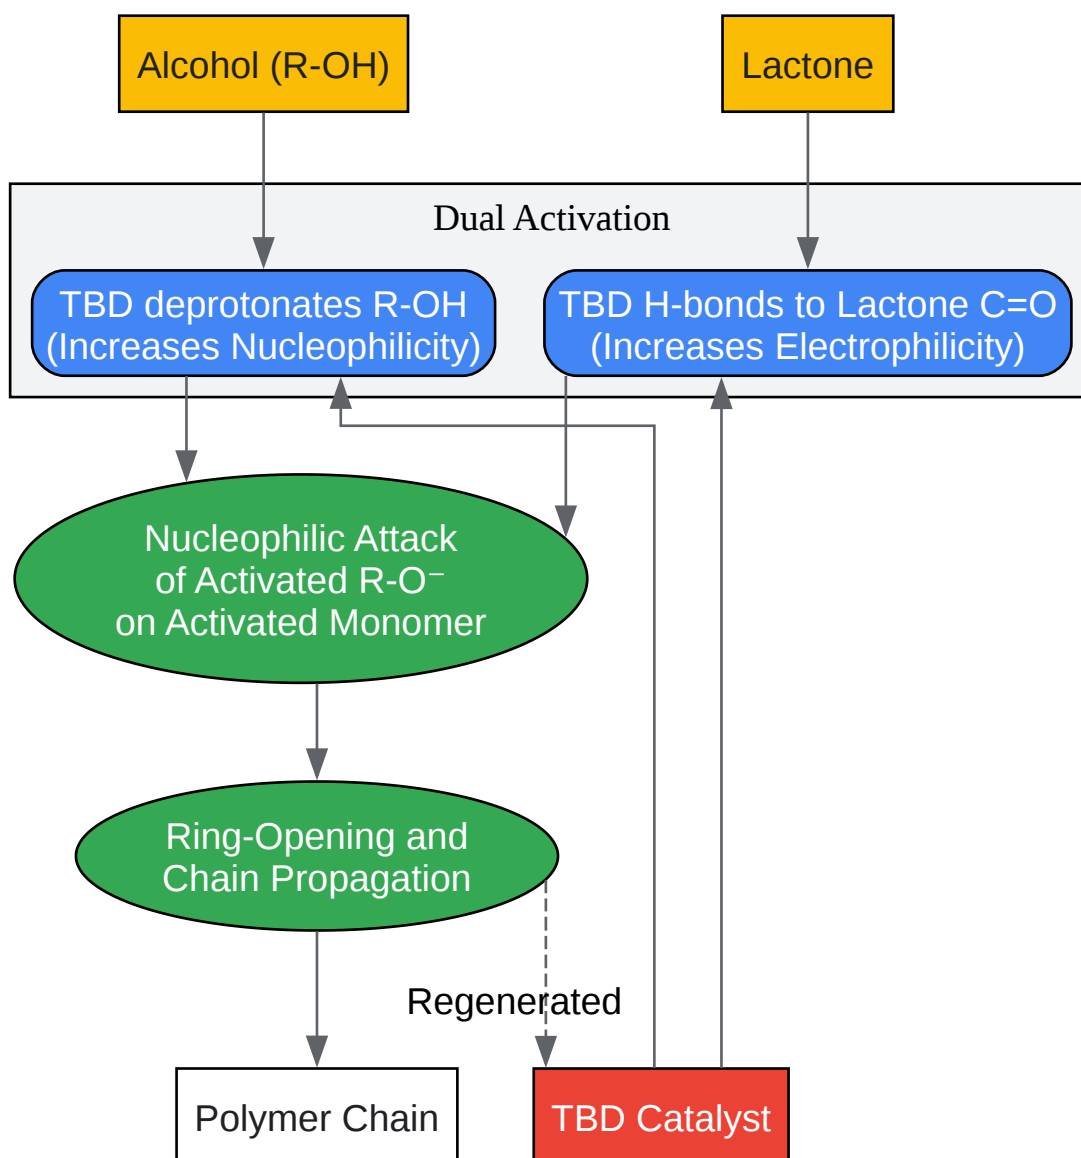 Alcohol (R-OH)
Lactone
Dual Activation
TBD deprotonates R-OH
(Increases Nucleophilicity)
TBD H-bonds to Lactone C=O
(Increases Electrophilicity)
Nucleophilic Attack
of Activated R-O⁻
on Activated Monomer
Ring-Opening and
Chain Propagation
Regenerated
Polymer Chain
TBD Catalyst